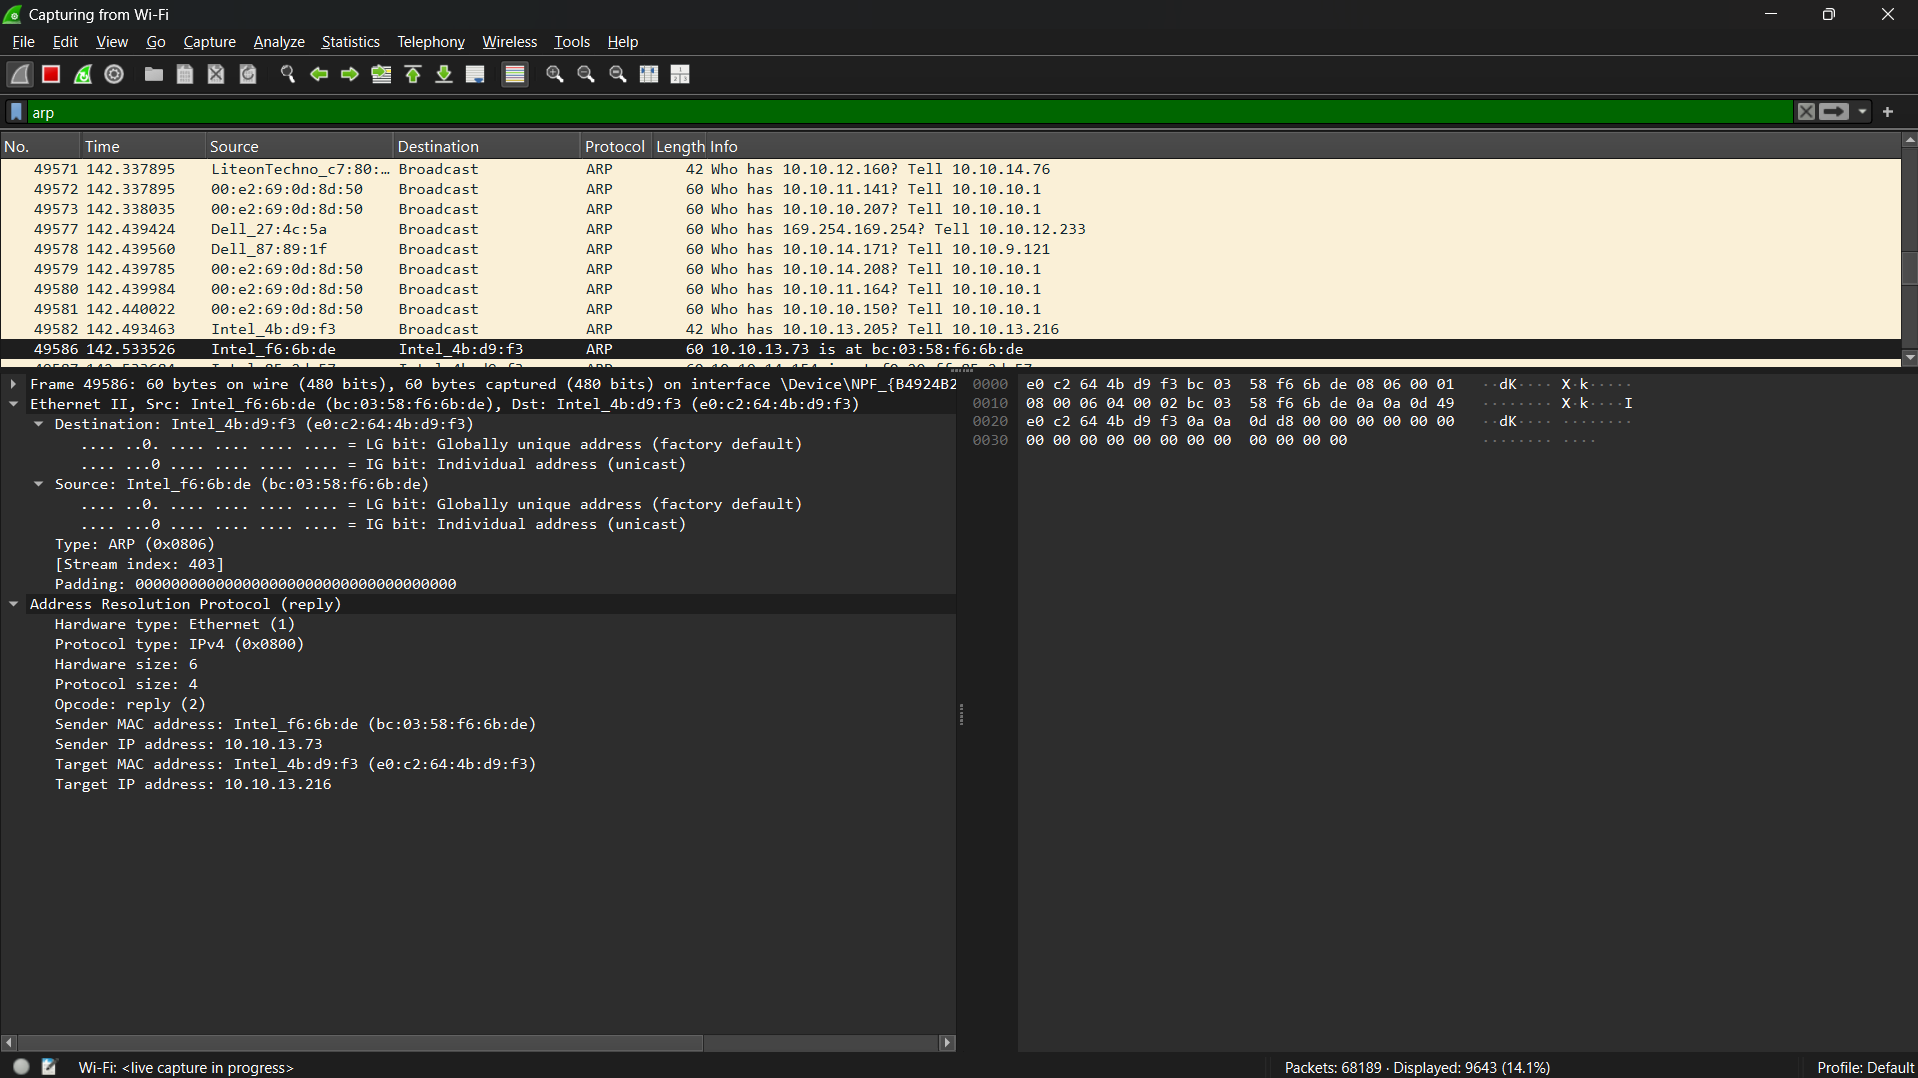 Capturing from Wi-Fi
File Edit View Go Capture Analyze Statistics Telephony Wireless Tools Help
arp
No. Time Source Destination Protocol Length Info
49571 142.337895 LiteonTechno_c7:80:… Broadcast ARP 42 Who has 10.10.12.160? Tell 10.10.14.76
49572 142.337895 00:e2:69:0d:8d:50 Broadcast ARP 60 Who has 10.10.11.141? Tell 10.10.10.1
49573 142.338035 00:e2:69:0d:8d:50 Broadcast ARP 60 Who has 10.10.10.207? Tell 10.10.10.1
49577 142.439424 Dell_27:4c:5a Broadcast ARP 60 Who has 169.254.169.254? Tell 10.10.12.233
49578 142.439560 Dell_87:89:1f Broadcast ARP 60 Who has 10.10.14.171? Tell 10.10.9.121
49579 142.439785 00:e2:69:0d:8d:50 Broadcast ARP 60 Who has 10.10.14.208? Tell 10.10.10.1
49580 142.439984 00:e2:69:0d:8d:50 Broadcast ARP 60 Who has 10.10.11.164? Tell 10.10.10.1
49581 142.440022 00:e2:69:0d:8d:50 Broadcast ARP 60 Who has 10.10.10.150? Tell 10.10.10.1
49582 142.493463 Intel_4b:d9:f3 Broadcast ARP 42 Who has 10.10.13.205? Tell 10.10.13.216
49586 142.533526 Intel_f6:6b:de Intel_4b:d9:f3 ARP 60 10.10.13.73 is at bc:03:58:f6:6b:de
Frame 49586: 60 bytes on wire (480 bits), 60 bytes captured (480 bits) on interface \Device\NPF_{B4924B2
Ethernet II, Src: Intel_f6:6b:de (bc:03:58:f6:6b:de), Dst: Intel_4b:d9:f3 (e0:c2:64:4b:d9:f3)
Destination: Intel_4b:d9:f3 (e0:c2:64:4b:d9:f3)
.... ..0. .... .... .... .... = LG bit: Globally unique address (factory default)
.... ...0 .... .... .... .... = IG bit: Individual address (unicast)
Source: Intel_f6:6b:de (bc:03:58:f6:6b:de)
.... ..0. .... .... .... .... = LG bit: Globally unique address (factory default)
.... ...0 .... .... .... .... = IG bit: Individual address (unicast)
Type: ARP (0x0806)
[Stream index: 403]
Padding: 000000000000000000000000000000000000
Address Resolution Protocol (reply)
Hardware type: Ethernet (1)
Protocol type: IPv4 (0x0800)
Hardware size: 6
Protocol size: 4
Opcode: reply (2)
Sender MAC address: Intel_f6:6b:de (bc:03:58:f6:6b:de)
Sender IP address: 10.10.13.73
Target MAC address: Intel_4b:d9:f3 (e0:c2:64:4b:d9:f3)
Target IP address: 10.10.13.216
0000 e0 c2 64 4b d9 f3 bc 03 58 f6 6b de 08 06 00 01 ··dK···· X·k·····
0010 08 00 06 04 00 02 bc 03 58 f6 6b de 0a 0a 0d 49 ········ X·k····I
0020 e0 c2 64 4b d9 f3 0a 0a 0d d8 00 00 00 00 00 00 ··dK···· ········
0030 00 00 00 00 00 00 00 00 00 00 00 00 ········ ····
Wi-Fi: <live capture in progress>
Packets: 68189 · Displayed: 9643 (14.1%)
Profile: Default